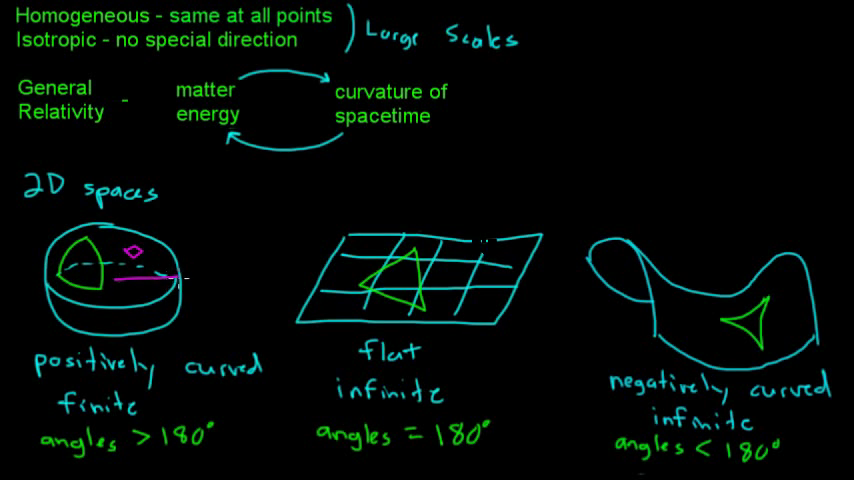 Homogeneous - same at all points
Isotropic - no special direction
Large Scales
General Relativity -
matter energy
curvature of spacetime
2D spaces
positively curved
finite
angles > 180°
flat
infinite
angles = 180°
negatively curved
infinite
angles < 180°